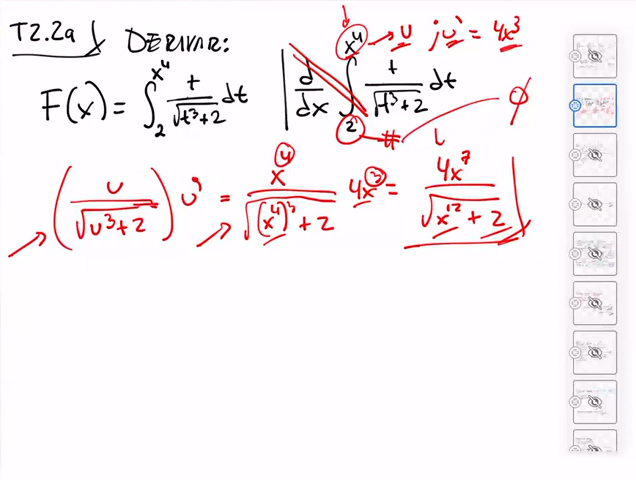 T2.2a DERIVAR:
x⁴ → u ; u' = 4x³
F(x) = ∫₂^{x⁴} t/√(t³+2) dt
d/dx ∫₂^{x⁴} t/√(t³+2) dt
# ∅
(u/√(u³+2)) u' = x⁴/√((x⁴)³+2) 4x³ = 4x⁷/√(x¹²+2)